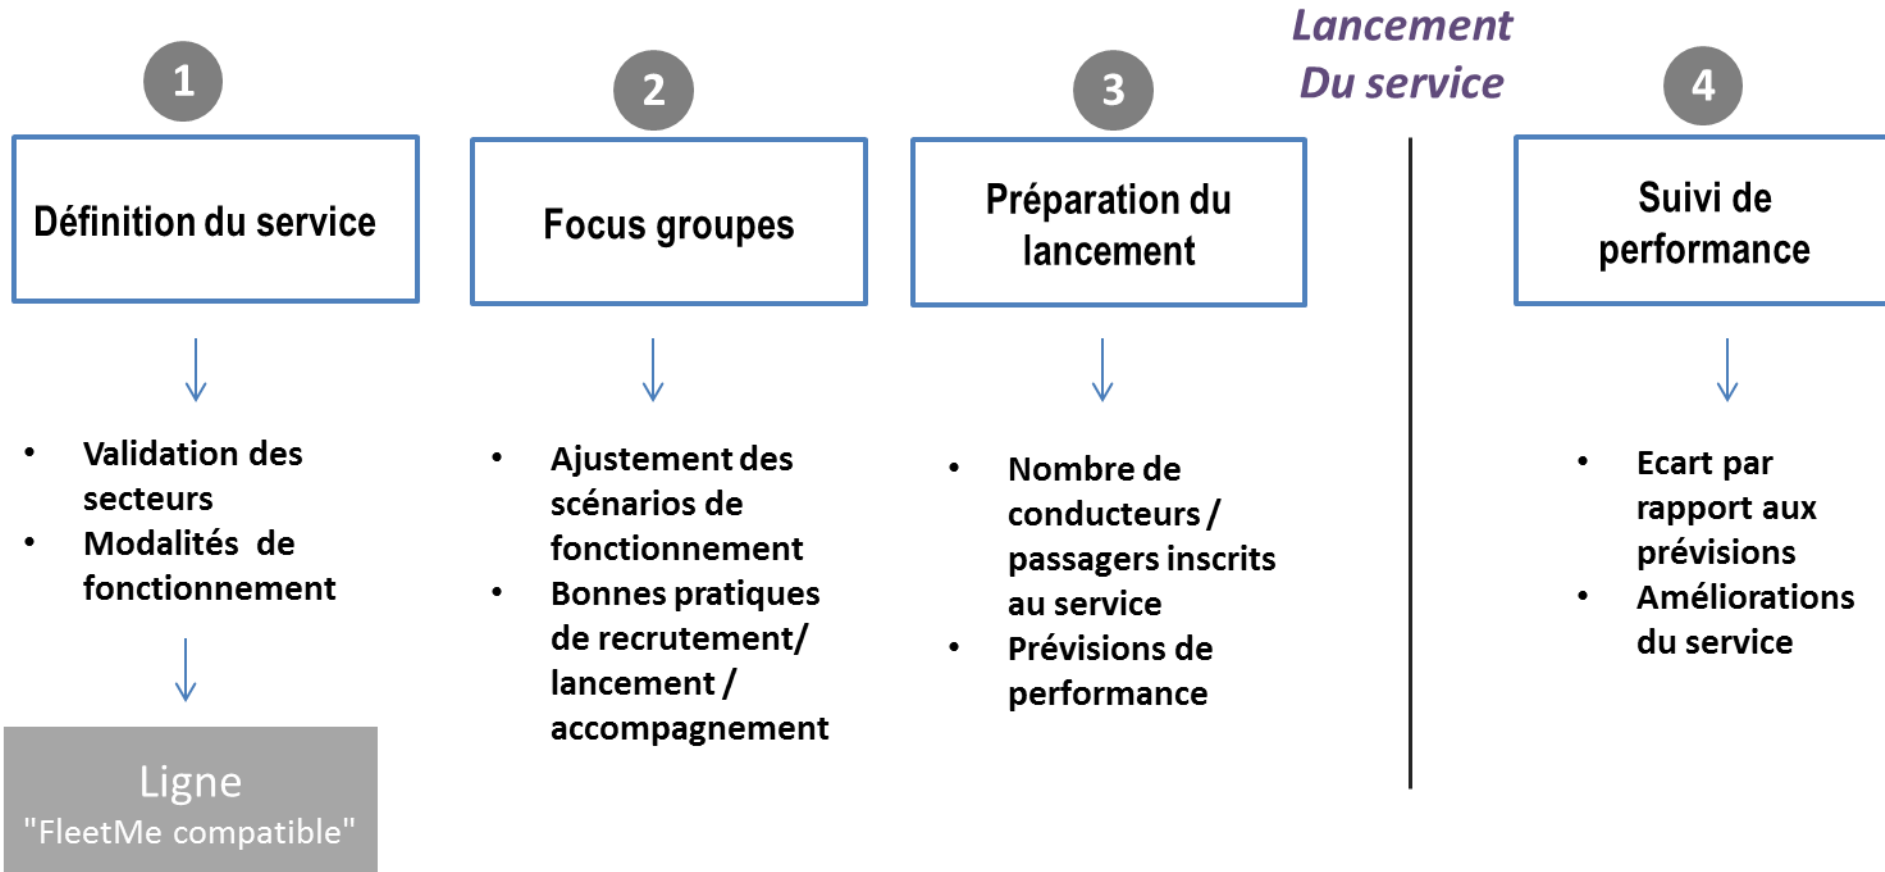 1
Définition du service
• Validation des
secteurs
• Modalités de
fonctionnement
Ligne
"FleetMe compatible"
2
Focus groupes
• Ajustement des
scénarios de
fonctionnement
• Bonnes pratiques
de recrutement/
lancement /
accompagnement
3
Préparation du
lancement
• Nombre de
conducteurs /
passagers inscrits
au service
• Prévisions de
performance
Lancement
Du service
4
Suivi de
performance
• Ecart par
rapport aux
prévisions
• Améliorations
du service